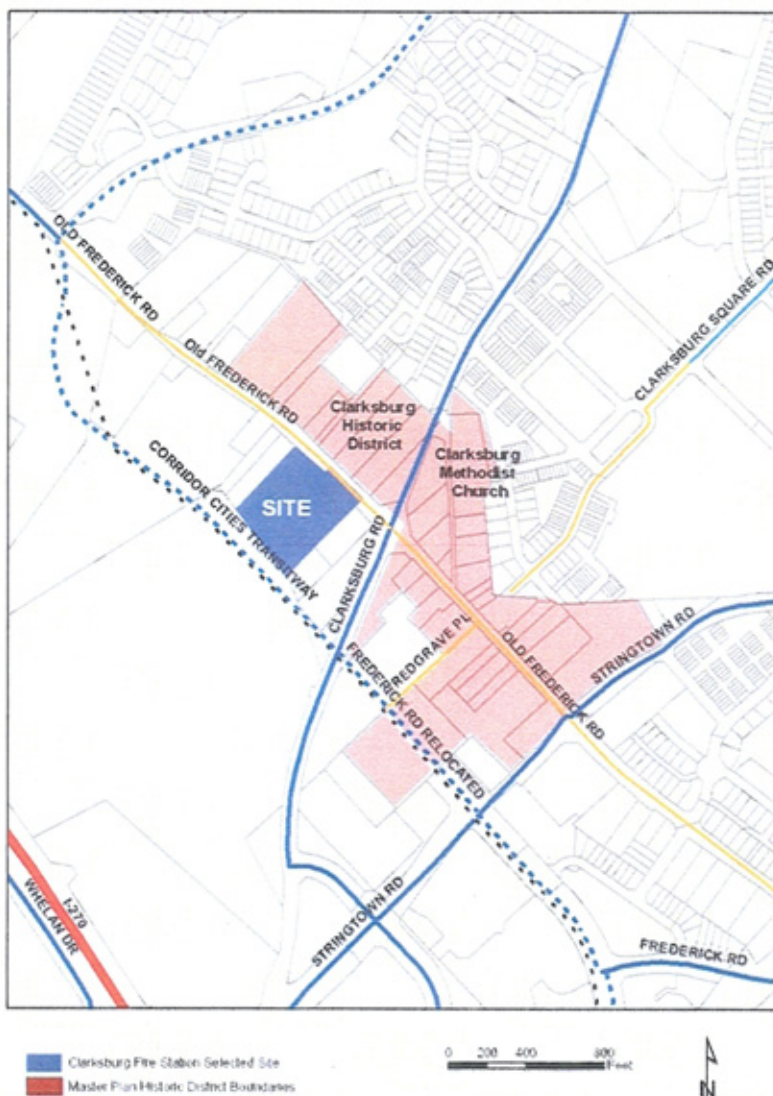 OLD FREDERICK RD
Old FREDERICK RD
CLARKSBURG SQUARE RD
Clarksburg
Historic
District
Clarksburg
Methodist
Church
CORRIDOR CITIES TRANSITWAY
SITE
CLARKSBURG RD
REDGRAVE PL
OLD FREDERICK RD
STRINGTOWN RD
FREDERICK RD RELOCATED
I-270
WHELAN DR
STRINGTOWN RD
FREDERICK RD
Clarksburg Fire Station Selected Site
Master Plan Historic District Boundaries
0 200 400 800
Feet
N